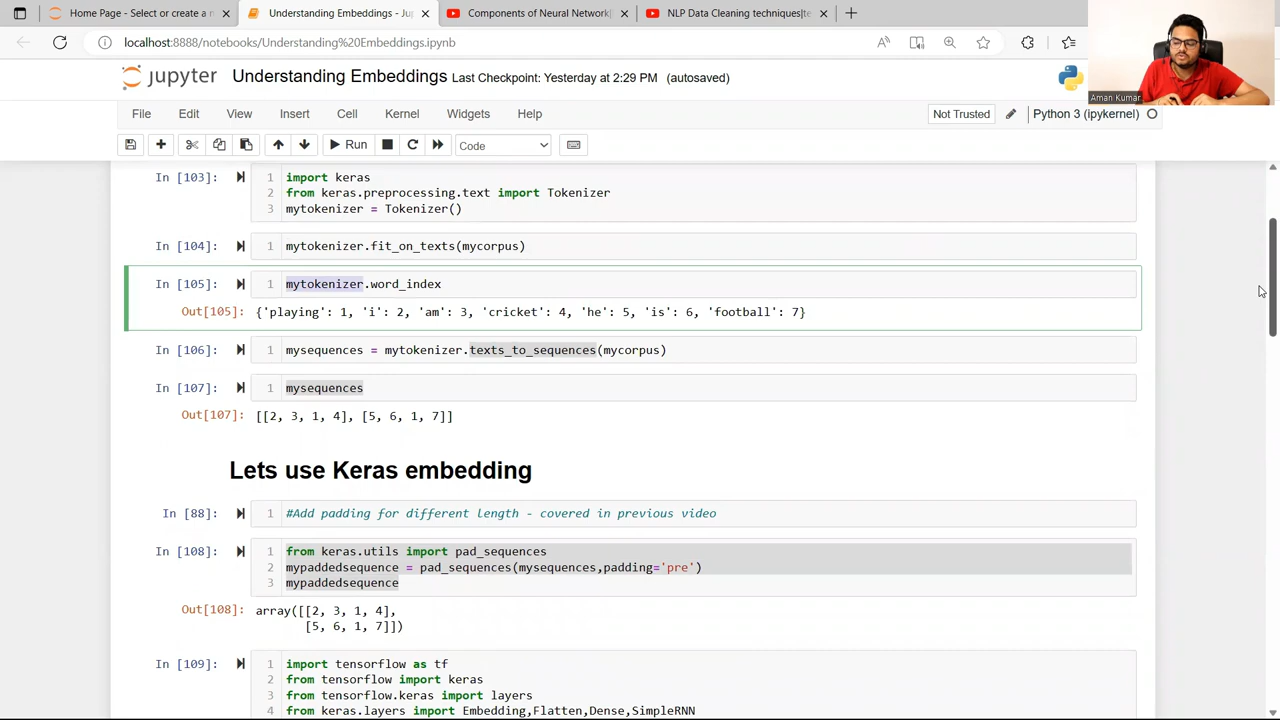 Home Page - Select or create a n
Understanding Embeddings - Ju
Components of Neural Network|
NLP Data Cleaning techniques|te
localhost:8888/notebooks/Understanding%20Embeddings.ipynb
jupyter Understanding Embeddings Last Checkpoint: Yesterday at 2:29 PM (autosaved)
Aman Kumar
File Edit View Insert Cell Kernel Widgets Help
Not Trusted
Python 3 (ipykernel)
Run
Code
In [103]:
1 import keras
2 from keras.preprocessing.text import Tokenizer
3 mytokenizer = Tokenizer()
In [104]: 1 mytokenizer.fit_on_texts(mycorpus)
In [105]: 1 mytokenizer.word_index
Out[105]: {'playing': 1, 'i': 2, 'am': 3, 'cricket': 4, 'he': 5, 'is': 6, 'football': 7}
In [106]: 1 mysequences = mytokenizer.texts_to_sequences(mycorpus)
In [107]: 1 mysequences
Out[107]: [[2, 3, 1, 4], [5, 6, 1, 7]]
Lets use Keras embedding
In [88]: 1 #Add padding for different length - covered in previous video
In [108]: 1 from keras.utils import pad_sequences
2 mypaddedsequence = pad_sequences(mysequences,padding='pre')
3 mypaddedsequence
Out[108]: array([[2, 3, 1, 4],
[5, 6, 1, 7]])
In [109]: 1 import tensorflow as tf
2 from tensorflow import keras
3 from tensorflow.keras import layers
4 from keras.layers import Embedding,Flatten,Dense,SimpleRNN